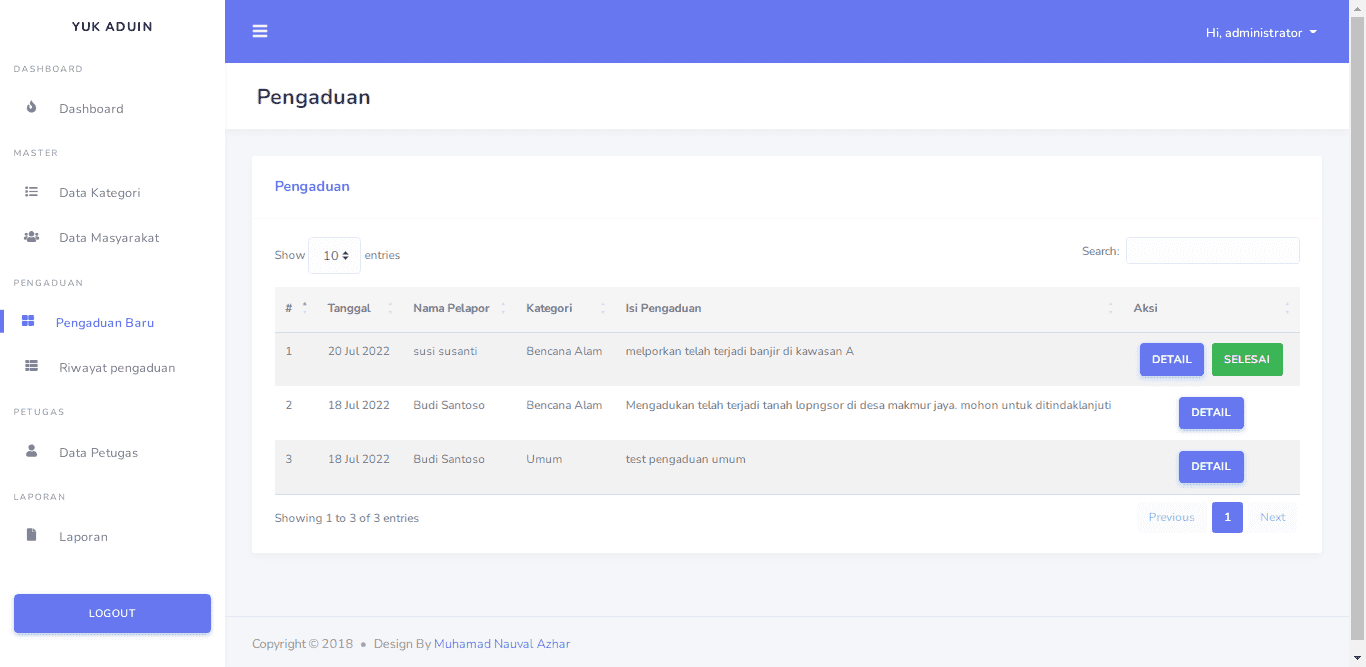 YUK ADUIN
DASHBOARD
Dashboard
MASTER
Data Kategori
Data Masyarakat
PENGADUAN
Pengaduan Baru
Riwayat pengaduan
PETUGAS
Data Petugas
LAPORAN
Laporan
LOGOUT
Hi, administrator
Pengaduan
Pengaduan
Show 10 entries Search:
# Tanggal Nama Pelapor Kategori Isi Pengaduan Aksi
1 20 Jul 2022 susi susanti Bencana Alam melporkan telah terjadi banjir di kawasan A DETAIL SELESAI
2 18 Jul 2022 Budi Santoso Bencana Alam Mengadukan telah terjadi tanah lopngsor di desa makmur jaya. mohon untuk ditindaklanjuti DETAIL
3 18 Jul 2022 Budi Santoso Umum test pengaduan umum DETAIL
Showing 1 to 3 of 3 entries Previous 1 Next
Copyright © 2018 • Design By Muhamad Nauval Azhar